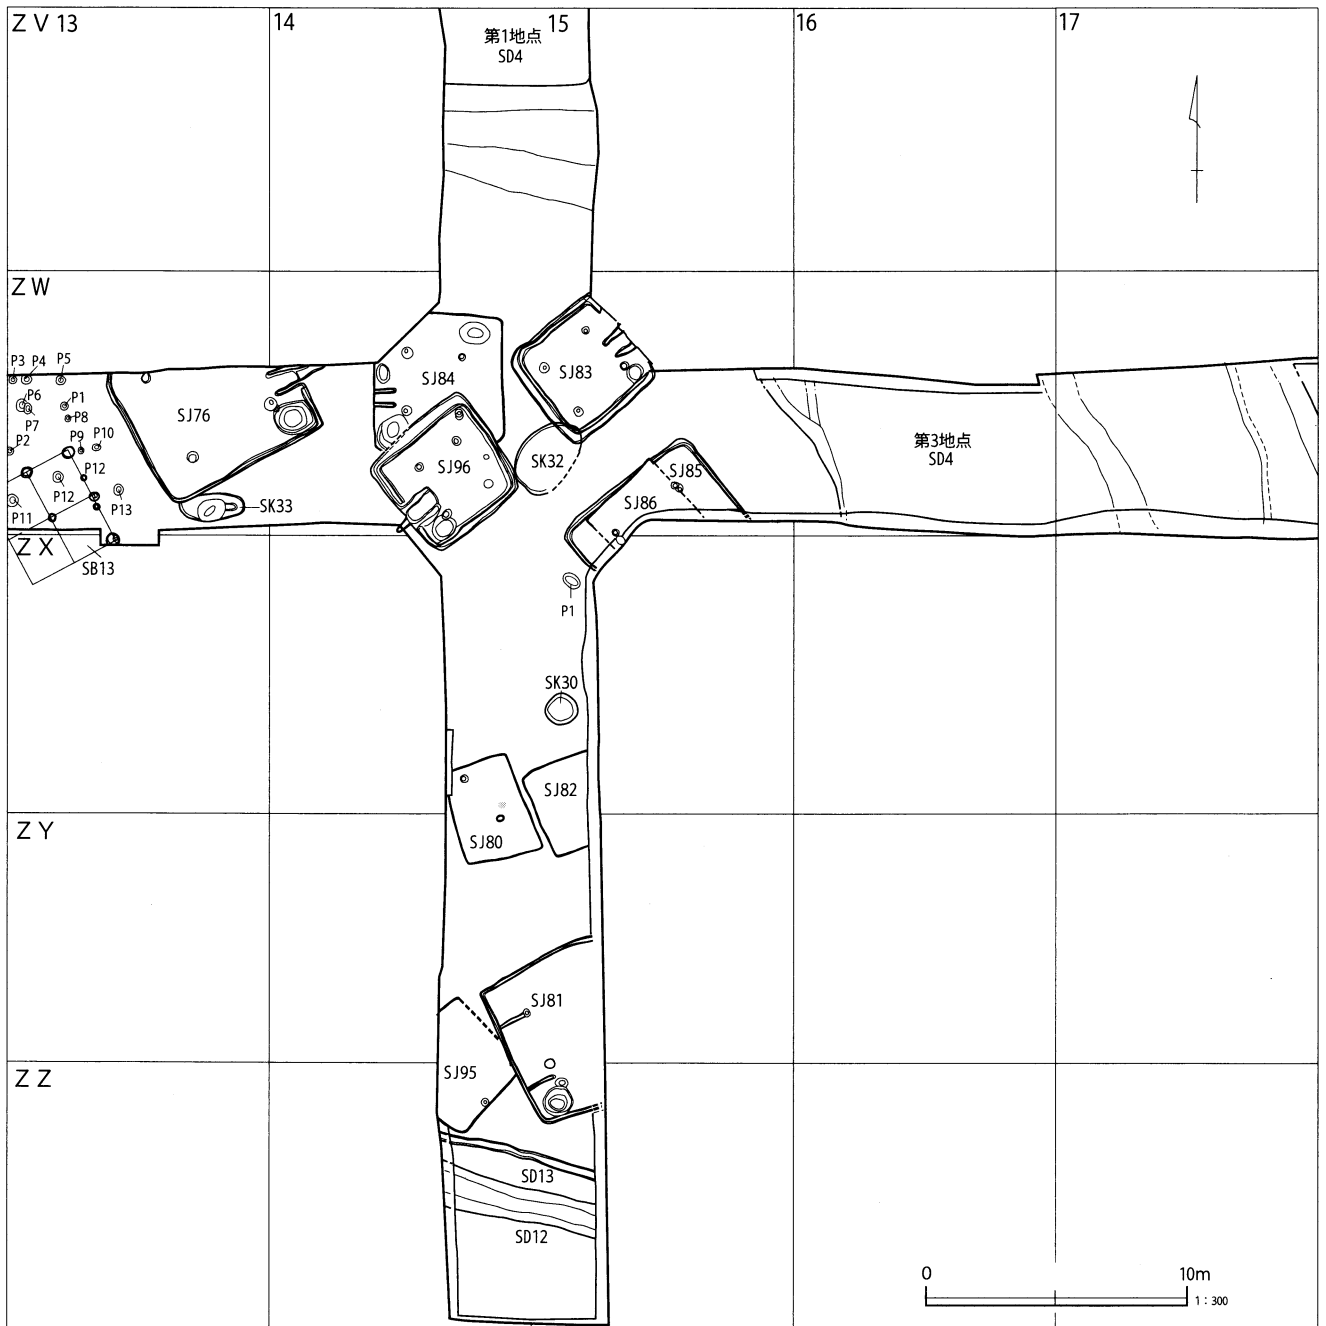 ZV13
14
15
16
17
第1地点
SD4
ZW
P3
P4
P5
P6
P1
P7
P8
P2
P9
P10
P12
P12
P13
P11
SJ76
SK33
SJ84
SJ83
SJ96
SK32
SJ85
SJ86
第3地点
SD4
ZX
SB13
P1
SK30
SJ82
SJ80
ZY
SJ81
SJ95
ZZ
SD13
SD12
0
10m
1:300